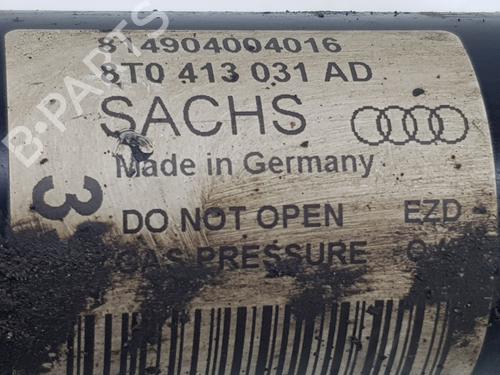 814904004016
8T0 413 031 AD
SACHS
Made in Germany
3
DO NOT OPEN EZD
GAS PRESSURE
B-PARTS